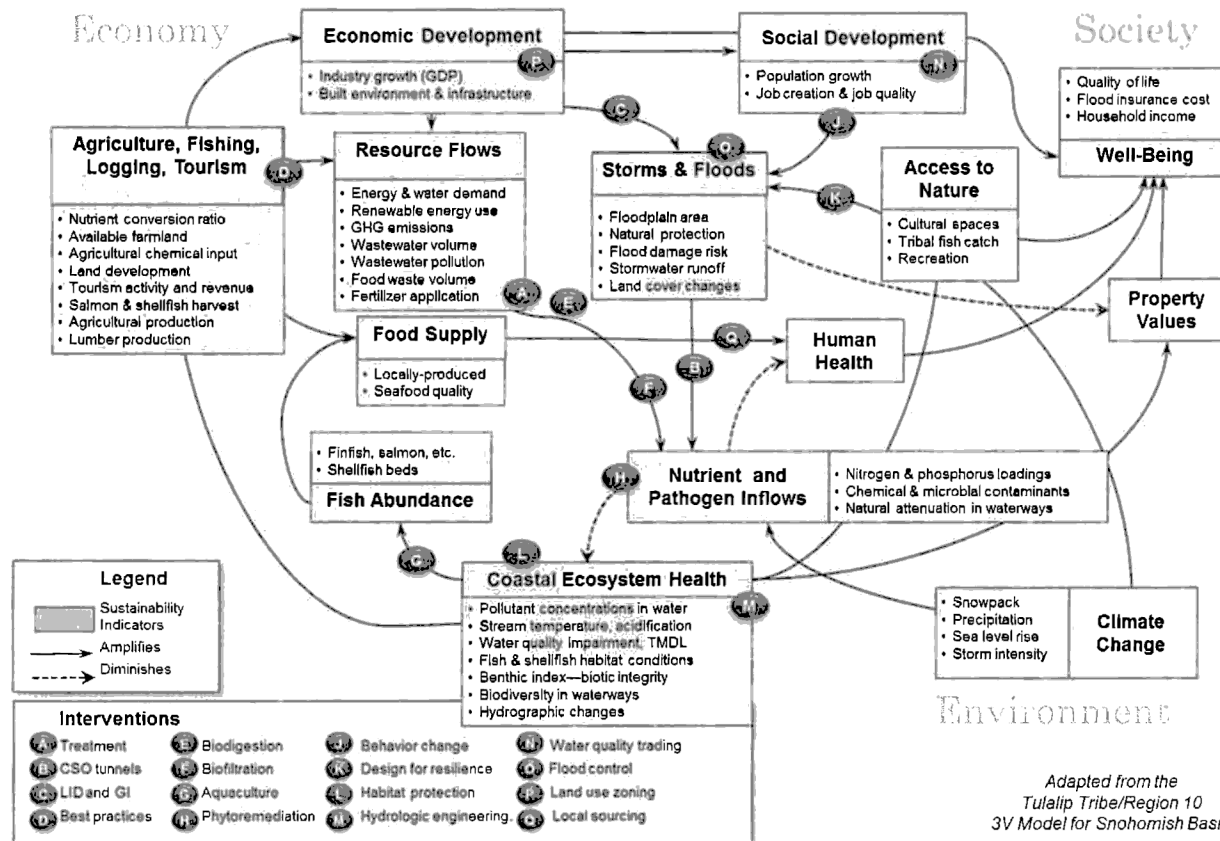 Economy
Society
Economic Development
• Industry growth (GDP)
• Built environment & infrastructure
P
Social Development
• Population growth
• Job creation & job quality
N
• Quality of life
• Flood insurance cost
• Household income
Well-Being
C
J
Agriculture, Fishing,
Logging, Tourism
• Nutrient conversion ratio
• Available farmland
• Agricultural chemical input
• Land development
• Tourism activity and revenue
• Salmon & shellfish harvest
• Agricultural production
• Lumber production
D
Resource Flows
• Energy & water demand
• Renewable energy use
• GHG emissions
• Wastewater volume
• Wastewater pollution
• Food waste volume
• Fertilizer application
A
E
Storms & Floods
• Floodplain area
• Natural protection
• Flood damage risk
• Stormwater runoff
• Land cover changes
O
K
Access to
Nature
• Cultural spaces
• Tribal fish catch
• Recreation
Property
Values
Food Supply
• Locally-produced
• Seafood quality
Q
Human
Health
B
F
• Finfish, salmon, etc.
• Shellfish beds
Fish Abundance
H
Nutrient and
Pathogen Inflows
• Nitrogen & phosphorus loadings
• Chemical & microbial contaminants
• Natural attenuation in waterways
G
L
M
Coastal Ecosystem Health
• Pollutant concentrations in water
• Stream temperature, acidification
• Water quality impairment, TMDL
• Fish & shellfish habitat conditions
• Benthic index—biotic integrity
• Biodiversity in waterways
• Hydrographic changes
• Snowpack
• Precipitation
• Sea level rise
• Storm intensity
Climate
Change
Environment
Legend
Sustainability
Indicators
Amplifies
Diminishes
Interventions
A Treatment
B CSO tunnels
C LID and GI
D Best practices
E Biodigestion
F Biofiltration
G Aquaculture
H Phytoremediation
J Behavior change
K Design for resilience
L Habitat protection
M Hydrologic engineering.
N Water quality trading
O Flood control
P Land use zoning
Q Local sourcing
Adapted from the
Tulalip Tribe/Region 10
3V Model for Snohomish Basi